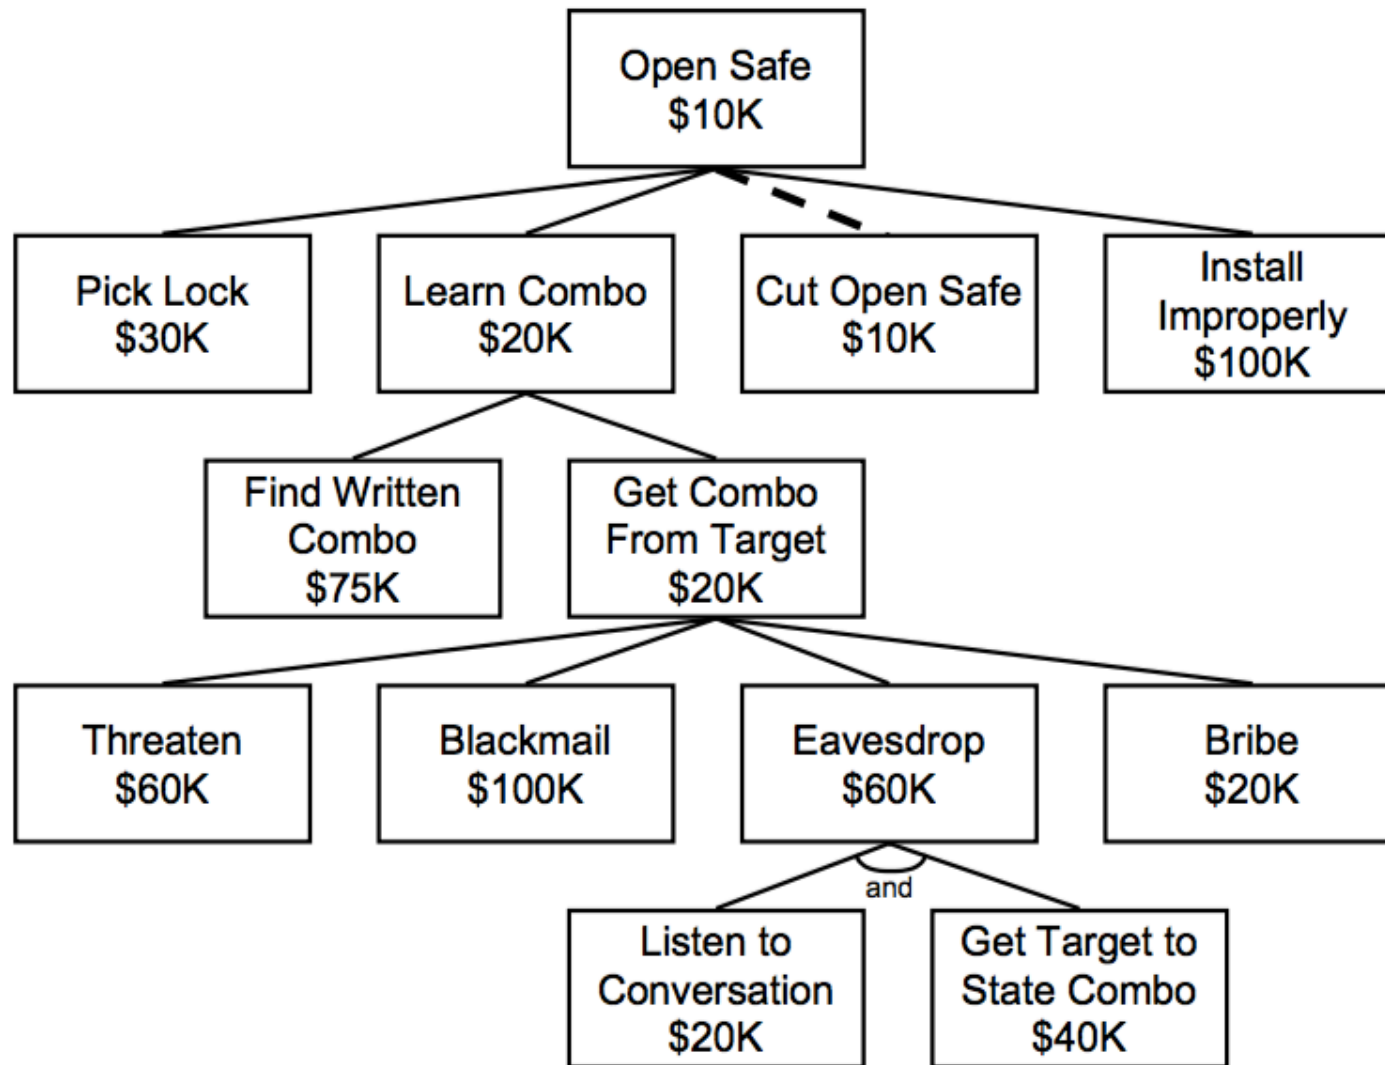 Open Safe
$10K
Pick Lock
$30K
Learn Combo
$20K
Cut Open Safe
$10K
Install
Improperly
$100K
Find Written
Combo
$75K
Get Combo
From Target
$20K
Threaten
$60K
Blackmail
$100K
Eavesdrop
$60K
Bribe
$20K
and
Listen to
Conversation
$20K
Get Target to
State Combo
$40K